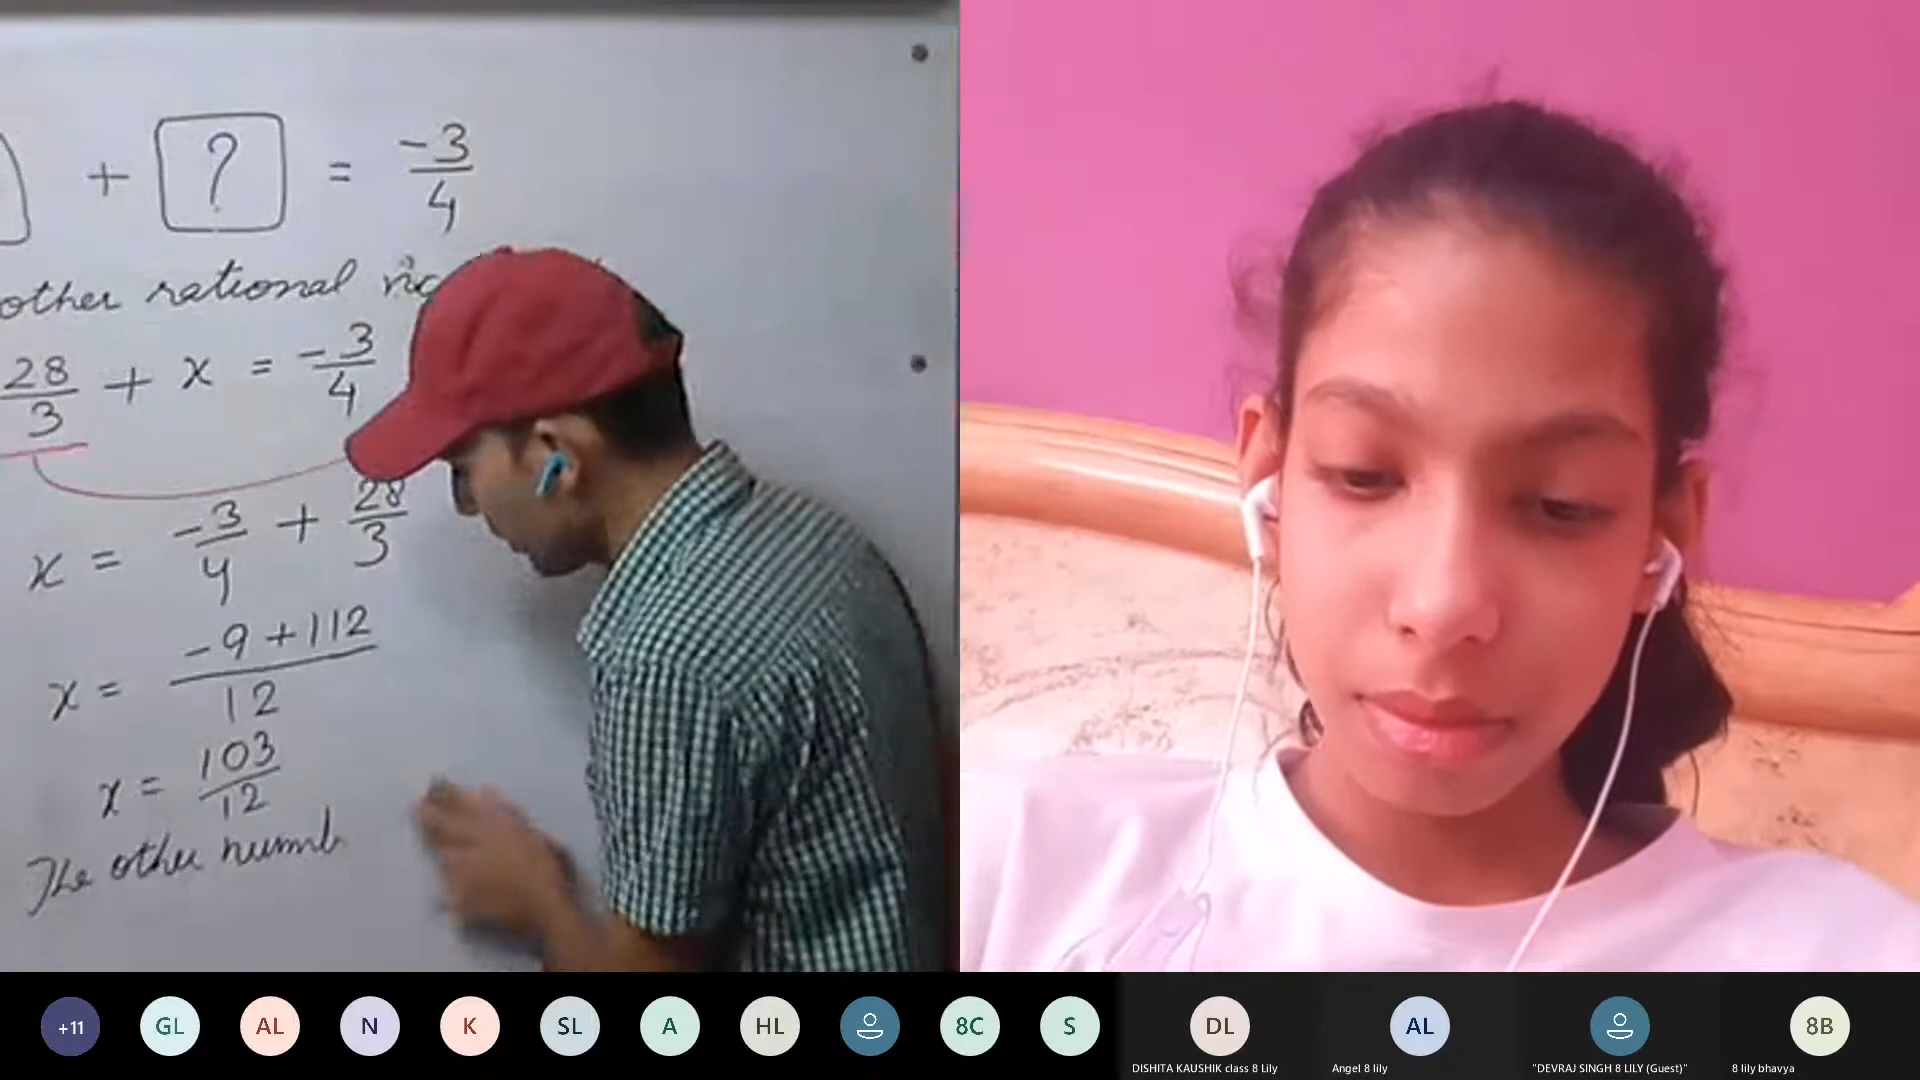 + ? = -3/4
other rational
28/3 + x = -3/4
x = -3/4 + 28/3
x = -9+112/12
x = 103/12
The other numb
+11 GL AL N K SL A HL 8C S DL AL 8B
DISHITA KAUSHIK class 8 Lily
Angel 8 lily
"DEVRAJ SINGH 8 LILY (Guest)"
8 lily bhavya